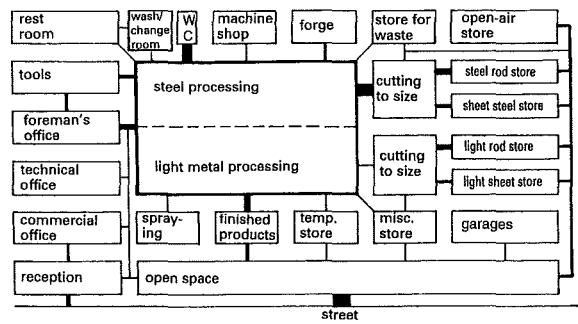 rest
room
wash/
change
room
W
C
machine
shop
forge
store for
waste
open-air
store
tools
steel processing
cutting
to size
steel rod store
sheet steel store
foreman's
office
technical
office
light metal processing
cutting
to size
light rod store
light sheet store
commercial
office
spray-
ing
finished
products
temp.
store
misc.
store
garages
reception
open space
street